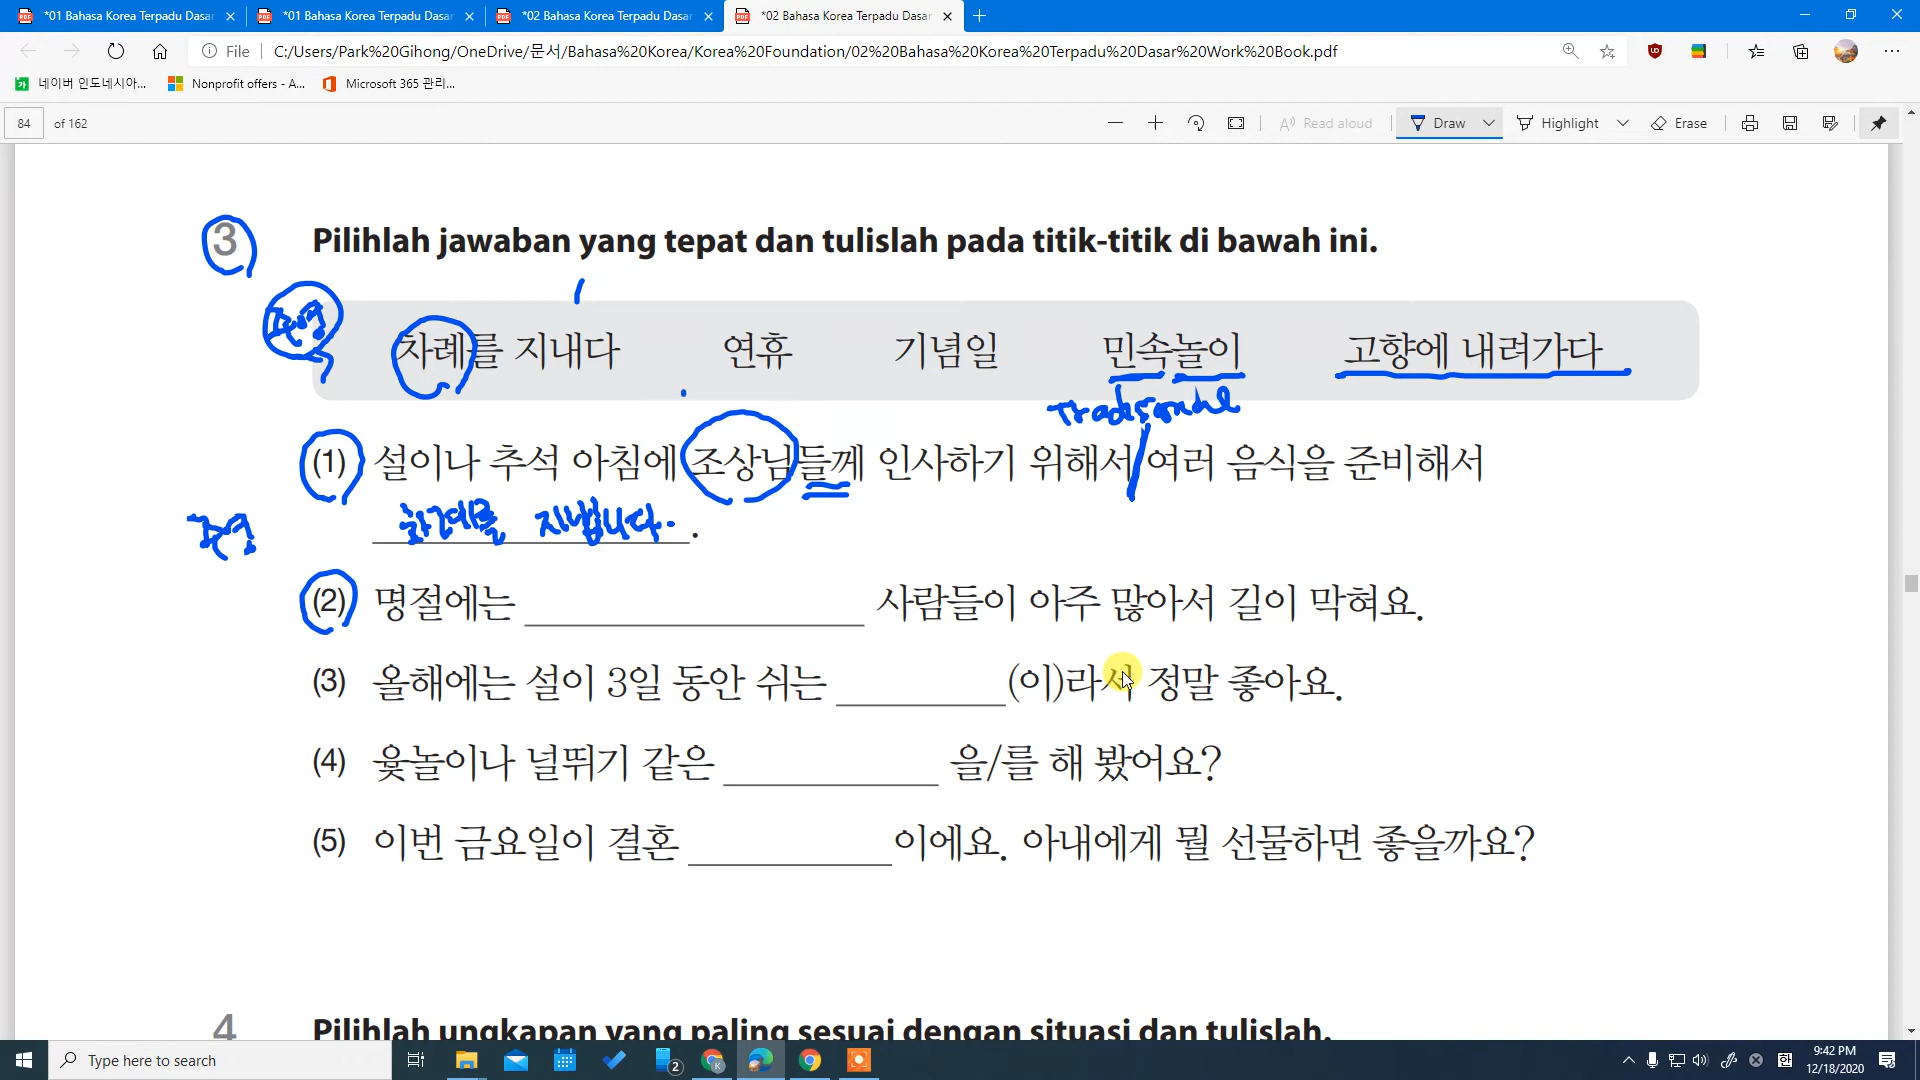 *01 Bahasa Korea Terpadu Dasar
*01 Bahasa Korea Terpadu Dasar
*02 Bahasa Korea Terpadu Dasar
*02 Bahasa Korea Terpadu Dasar
File C:/Users/Park%20Gihong/OneDrive/문서/Bahasa%20Korea/Korea%20Foundation/02%20Bahasa%20Korea%20Terpadu%20Dasar%20Work%20Book.pdf
네이버 인도네시아... Nonprofit offers - A... Microsoft 365 관리...
84 of 162 Read aloud Draw Highlight Erase
3 Pilihlah jawaban yang tepat dan tulislah pada titik-titik di bawah ini.
차례를 지내다 연휴 기념일 민속놀이 고향에 내려가다
Tradisional
(1) 설이나 추석 아침에 조상님들께 인사하기 위해서 여러 음식을 준비해서
차례를 지냅니다.
(2) 명절에는 사람들이 아주 많아서 길이 막혀요.
(3) 올해에는 설이 3일 동안 쉬는 (이)라서 정말 좋아요.
(4) 윷놀이나 널뛰기 같은 을/를 해 봤어요?
(5) 이번 금요일이 결혼 이에요. 아내에게 뭘 선물하면 좋을까요?
4 Pilihlah ungkapan yang paling sesuai dengan situasi dan tulislah.
Type here to search
2
한
9:42 PM
12/18/2020